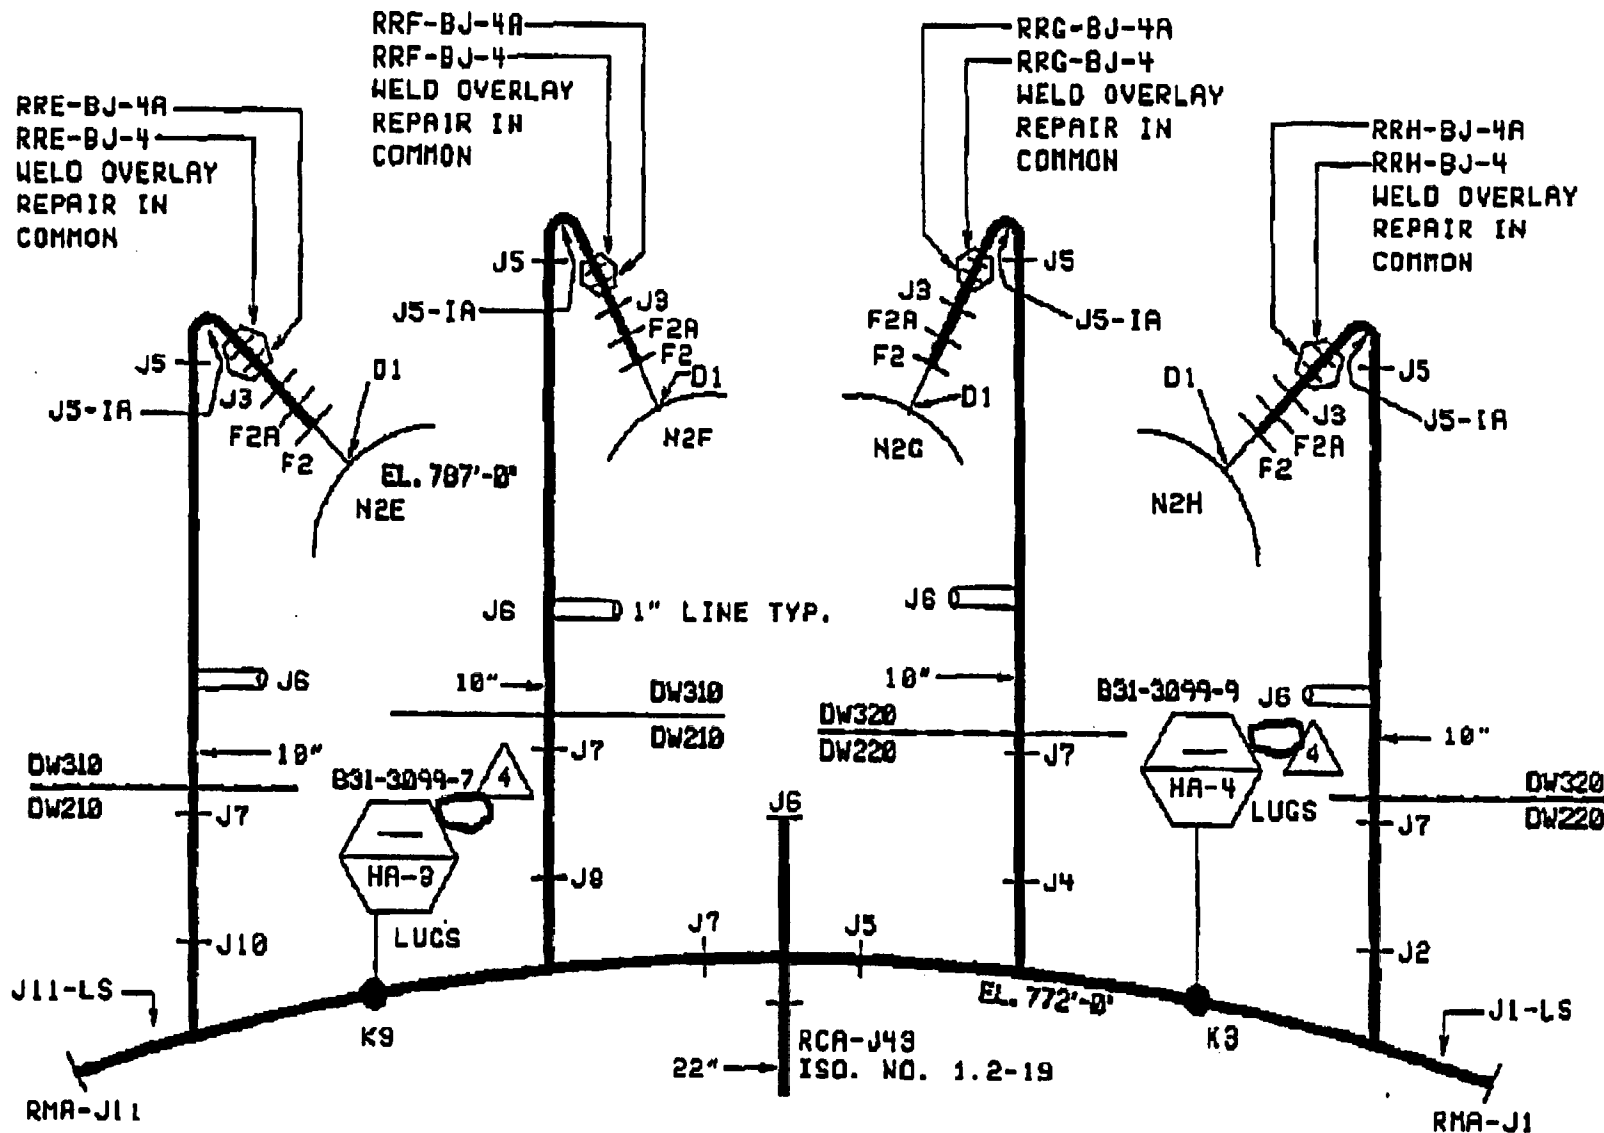 RRF-BJ-4A
RRF-BJ-4
WELD OVERLAY
REPAIR IN
COMMON
RRG-BJ-4A
RRG-BJ-4
WELD OVERLAY
REPAIR IN
COMMON
RRE-BJ-4A
RRE-BJ-4
WELD OVERLAY
REPAIR IN
COMMON
RRH-BJ-4A
RRH-BJ-4
WELD OVERLAY
REPAIR IN
COMMON
J5
J5-IA
J3
F2A
F2
D1
N2E
EL. 787'-0"
J5
J5-IA
J3
F2A
F2
D1
N2F
J5
J5-IA
J3
F2A
F2
D1
N2G
J5
J5-IA
J3
F2A
F2
D1
N2H
J6
1" LINE TYP.
J6
J6
B31-3099-9
J6
10"
DW310
DW210
10"
DW320
DW220
10"
DW310
DW210
10"
DW320
DW220
J7
B31-3099-7
4
J7
J7
4
HA-4
LUGS
J7
HA-3
LUGS
J8
J6
J4
J10
J7
J5
J2
J11-LS
EL. 772'-0"
J1-LS
K9
K3
RCA-J43
22"
ISO. NO. 1.2-19
RMA-J11
RMA-J1